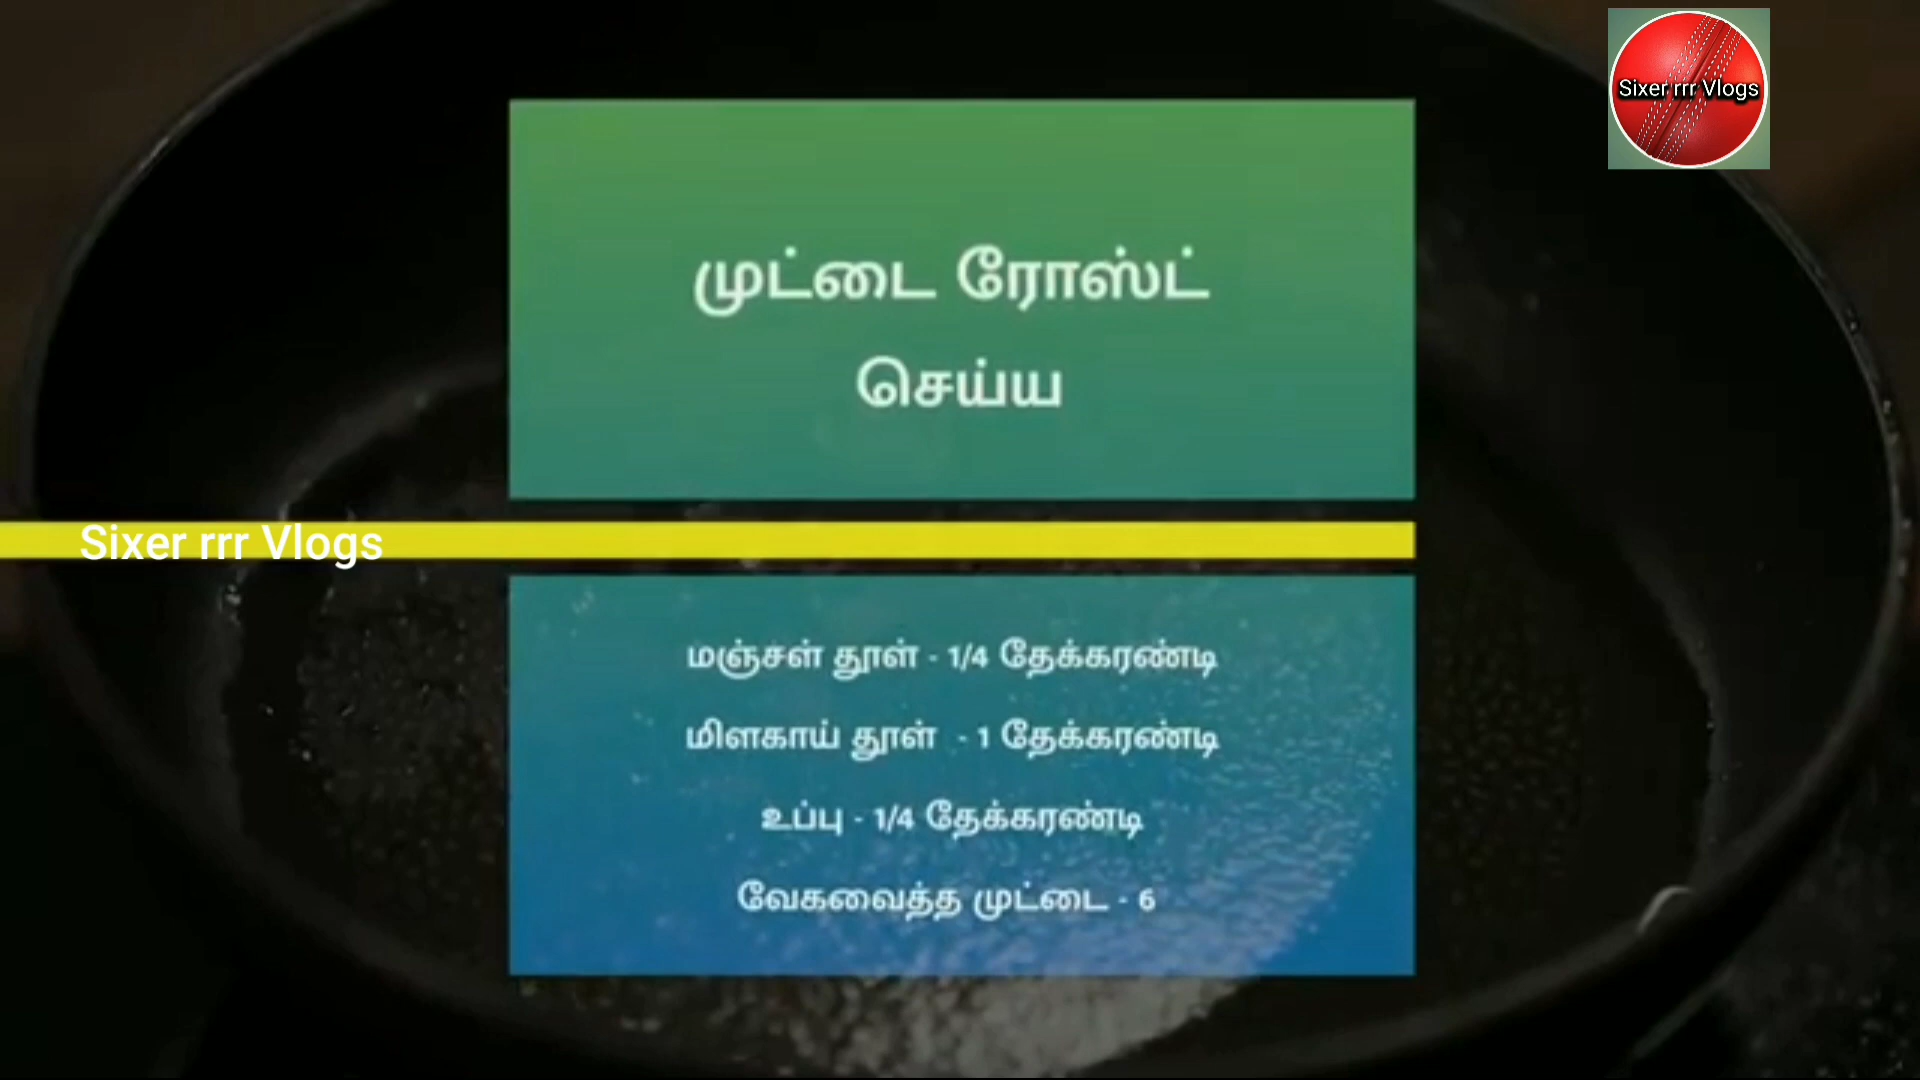 Sixer rrr Vlogs
முட்டை ரோஸ்ட்
செய்ய
Sixer rrr Vlogs
மஞ்சள் தூள் - 1/4 தேக்கரண்டி
மிளகாய் தூள் - 1 தேக்கரண்டி
உப்பு - 1/4 தேக்கரண்டி
வேகவைத்த முட்டை - 6